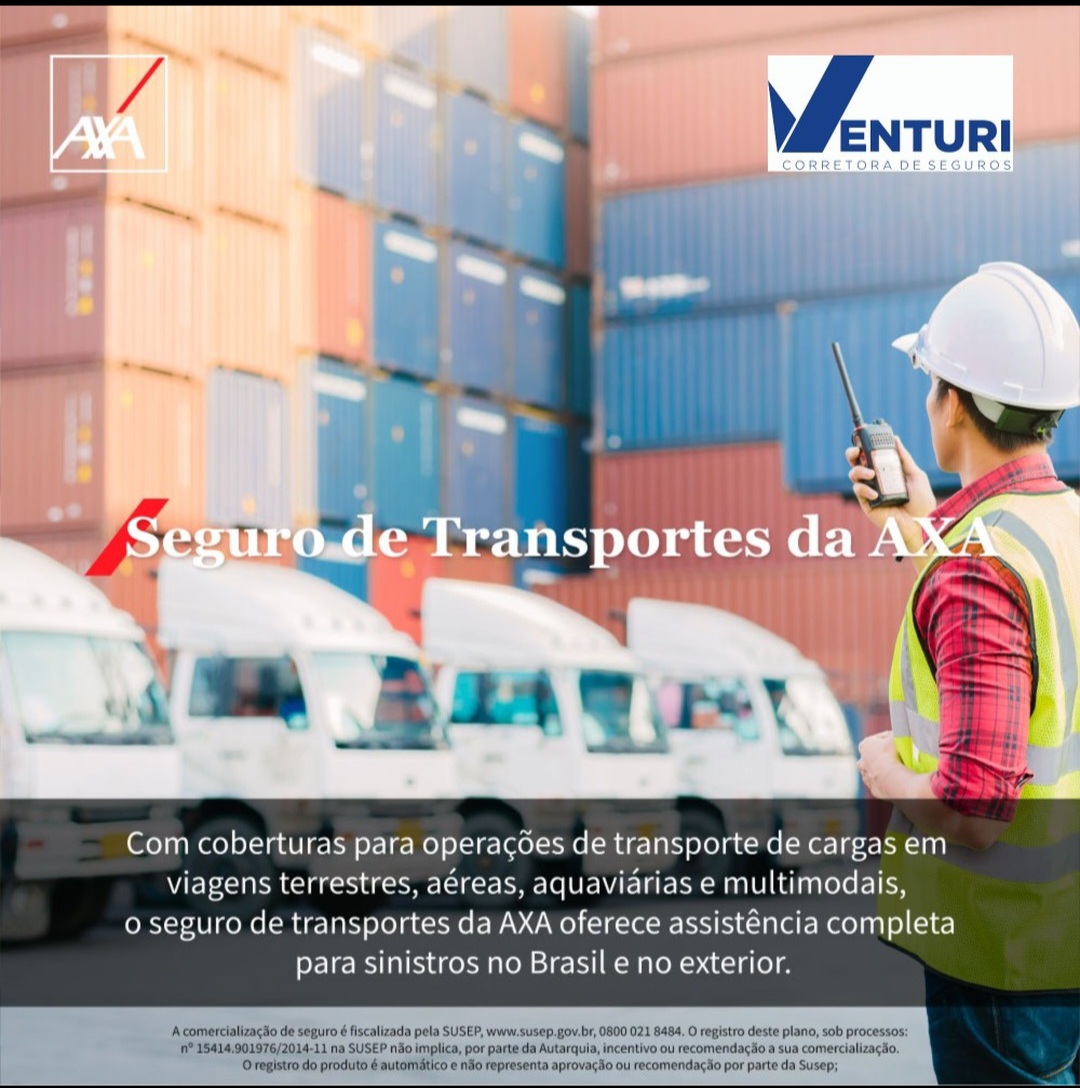 AXA
VENTURI
CORRETORA DE SEGUROS
Seguro de Transportes da AXA
Com coberturas para operações de transporte de cargas em
viagens terrestres, aéreas, aquaviárias e multimodais,
o seguro de transportes da AXA oferece assistência completa
para sinistros no Brasil e no exterior.
A comercialização de seguro é fiscalizada pela SUSEP, www.susep.gov.br, 0800 021 8484. O registro deste plano, sob processos:
nº 15414.901976/2014-11 na SUSEP não implica, por parte da Autarquia, incentivo ou recomendação a sua comercialização.
O registro do produto é automático e não representa aprovação ou recomendação por parte da Susep;